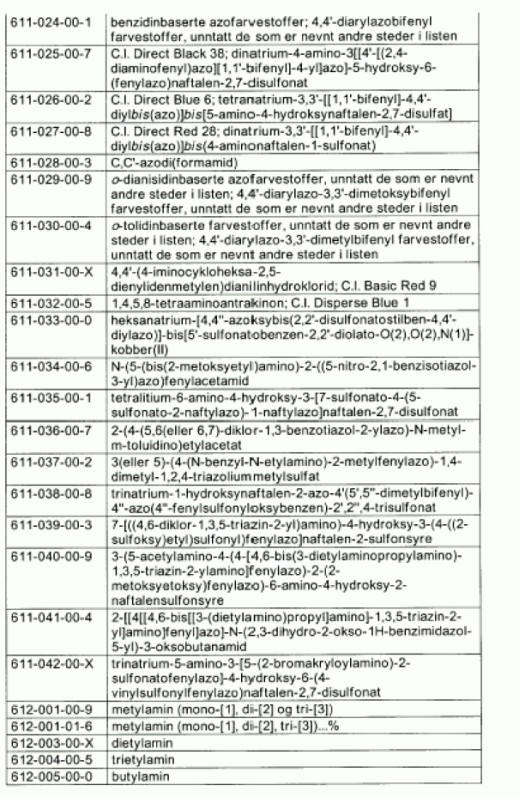 611-024-00-1 benzidinbaserte azofarvestoffer; 4,4'-diarylazobifenyl
farvestoffer, unntatt de som er nevnt andre steder i listen
611-025-00-7 C.I. Direct Black 38; dinatrium-4-amino-3[[4'-[(2,4-
diaminofenyl)azo][1,1'-bifenyl]-4-yl]azo]-5-hydroksy-6-
(fenylazo)naftalen-2,7-disulfonat
611-026-00-2 C.I. Direct Blue 6; tetranatrium-3,3'-[[1,1'-bifenyl]-4,4'-
diylbis(azo)]bis[5-amino-4-hydroksynaftalen-2,7-disulfat]
611-027-00-8 C.I. Direct Red 28; dinatrium-3,3'-[[1,1'-bifenyl]-4,4'-
diylbis(azo)]bis(4-aminonaftalen-1-sulfonat)
611-028-00-3 C,C'-azodi(formamid)
611-029-00-9 o-dianisidinbaserte azofarvestoffer, unntatt de som er nevnt
andre steder i listen; 4,4'-diarylazo-3,3'-dimetoksybifenyl
farvestoffer, unntatt de som er nevnt andre steder i listen
611-030-00-4 o-tolidinbaserte farvestoffer, unntatt de som er nevnt andre
steder i listen; 4,4'-diarylazo-3,3'-dimetylbifenyl farvestoffer,
unntatt de som er nevnt andre steder i listen
611-031-00-X 4,4'-(4-iminocykloheksa-2,5-
dienylidenmetylen)dianilinhydroklorid; C.I. Basic Red 9
611-032-00-5 1,4,5,8-tetraaminoantrakinon; C.I. Disperse Blue 1
611-033-00-0 heksanatrium-[4,4''-azoksybis(2,2'-disulfonatostilben-4,4'-
diylazo)]-bis[5'-sulfonatobenzen-2,2'-diolato-O(2),O(2),N(1)]-
kobber(II)
611-034-00-6 N-(5-(bis(2-metoksyetyl)amino)-2-((5-nitro-2,1-benzisotiazol-
3-yl)azo)fenylacetamid
611-035-00-1 tetralitium-6-amino-4-hydroksy-3-[7-sulfonato-4-(5-
sulfonato-2-naftylazo)-1-naftylazo]naftalen-2,7-disulfonat
611-036-00-7 2-(4-(5,6(eller 6,7)-diklor-1,3-benzotiazol-2-ylazo)-N-metyl-
m-toluidino)etylacetat
611-037-00-2 3(eller 5)-(4-(N-benzyl-N-etylamino)-2-metylfenylazo)-1,4-
dimetyl-1,2,4-triazoliummetylsulfat
611-038-00-8 trinatrium-1-hydroksynaftalen-2-azo-4'(5',5''-dimetylbifenyl)-
4''-azo(4''-fenylsulfonyloksybenzen)-2',2'',4-trisulfonat
611-039-00-3 7-[((4,6-diklor-1,3,5-triazin-2-yl)amino)-4-hydroksy-3-(4-((2-
sulfoksy)etyl)sulfonyl)fenylazo]naftalen-2-sulfonsyre
611-040-00-9 3-(5-acetylamino-4-(4-[4,6-bis(3-dietylaminopropylamino)-
1,3,5-triazin-2-ylamino]fenylazo)-2-(2-
metoksyetoksy)fenylazo)-6-amino-4-hydroksy-2-
naftalensulfonsyre
611-041-00-4 2-[[4[[4,6-bis[[3-(dietylamino)propyl]amino]-1,3,5-triazin-2-
yl]amino]fenyl]azo]-N-(2,3-dihydro-2-okso-1H-benzimidazol-
5-yl)-3-oksobutanamid
611-042-00-X trinatrium-5-amino-3-[5-(2-bromakryloylamino)-2-
sulfonatofenylazo]-4-hydroksy-6-(4-
vinylsulfonylfenylazo)naftalen-2,7-disulfonat
612-001-00-9 metylamin (mono-[1], di-[2] og tri-[3])
612-001-01-6 metylamin (mono-[1], di-[2], tri-[3])...%
612-003-00-X dietylamin
612-004-00-5 trietylamin
612-005-00-0 butylamin